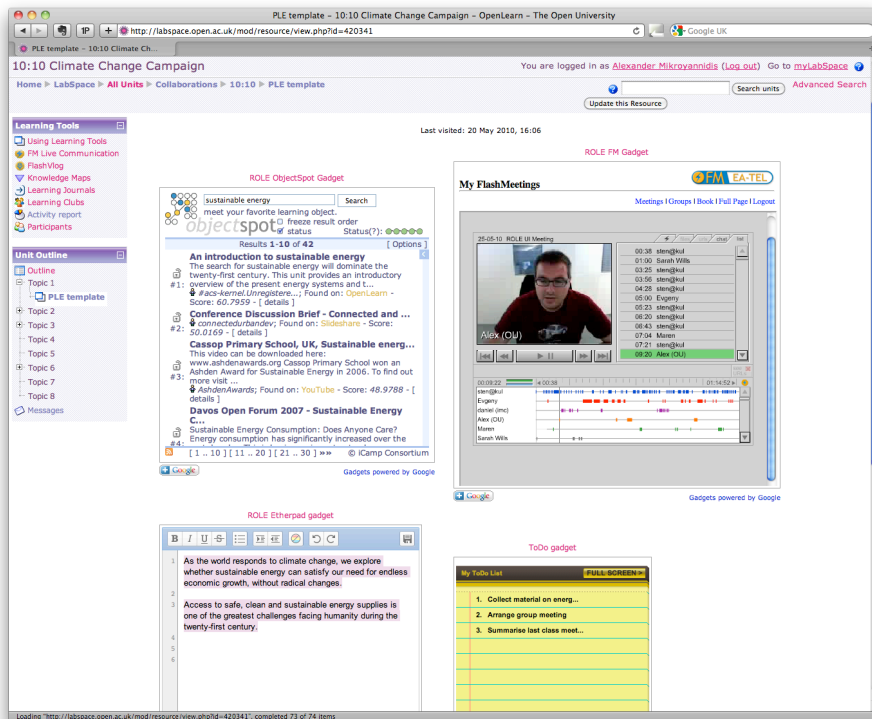 PLE template – 10:10 Climate Change Campaign – OpenLearn – The Open University
1P
http://labspace.open.ac.uk/mod/resource/view.php?id=420341
Google UK
PLE template – 10:10 Climate Ch...
10:10 Climate Change Campaign
You are logged in as Alexander Mikroyannidis (Log out) Go to myLabSpace
Home ► LabSpace ► All Units ► Collaborations ► 10:10 ► PLE template
Search units
Advanced Search
Update this Resource
Last visited: 20 May 2010, 16:06
Learning Tools
Using Learning Tools
FM Live Communication
FlashVlog
Knowledge Maps
Learning Journals
Learning Clubs
Activity report
Participants
Unit Outline
Outline
Topic 1
PLE template
Topic 2
Topic 3
Topic 4
Topic 5
Topic 6
Topic 7
Topic 8
Messages
ROLE ObjectSpot Gadget
sustainable energy
Search
meet your favorite learning object.
objectspot
freeze result order
status
Status(?):
Results 1-10 of 42
[ Options ]
An introduction to sustainable energy
The search for sustainable energy will dominate the
twenty-first century. This unit provides an introductory
#1: overview of the present energy systems and t...
#acs-kernel.Unregistere...; Found on: OpenLearn -
Score: 60.7959 - [ details ]
Conference Discussion Brief - Connected and ...
connectedurbandev; Found on: Slideshare - Score:
#2: 50.0169 - [ details ]
Cassop Primary School, UK, Sustainable energ...
This video can be downloaded here:
www.ashdenawards.org Cassop Primary School won an
Ashden Award for Sustainable Energy in 2006. To find out
#3: more visit ...
AshdenAwards; Found on: YouTube - Score: 48.9788 - [
details ]
Davos Open Forum 2007 - Sustainable Energy
C...
Sustainable Energy Consumption: Does Anyone Care?
#4: Energy consumption has significantly increased over the
[ 1 .. 10 ] [ 11 .. 20 ] [ 21 .. 30 ] »» © iCamp Consortium
Google
Gadgets powered by Google
ROLE FM Gadget
My FlashMeetings
FM EA-TEL
Meetings | Groups | Book | Full Page | Logout
25-05-10 ROLE UI Meeting
chat
Alex (OU)
00:38 sten@kul
01:00 Sarah Wills
03:25 sten@kul
03:56 sten@kul
04:28 sten@kul
05:00 Evgeny
05:23 sten@kul
06:20 sten@kul
06:43 sten@kul
07:04 Maren
07:21 sten@kul
09:20 Alex (OU)
00:09:22
00:38
01:14:52
sten@kul
Evgeny
daniel (imc)
Alex (OU)
Maren
Sarah Wills
Google
Gadgets powered by Google
ROLE Etherpad gadget
B I U S
1 As the world responds to climate change, we explore
whether sustainable energy can satisfy our need for endless
economic growth, without radical changes.
2
3 Access to safe, clean and sustainable energy supplies is
one of the greatest challenges facing humanity during the
twenty-first century.
4
5
6
ToDo gadget
My ToDo List
FULL SCREEN >
1. Collect material on energ...
2. Arrange group meeting
3. Summarise last class meet...
Loading "http://labspace.open.ac.uk/mod/resource/view.php?id=420341", completed 73 of 74 items